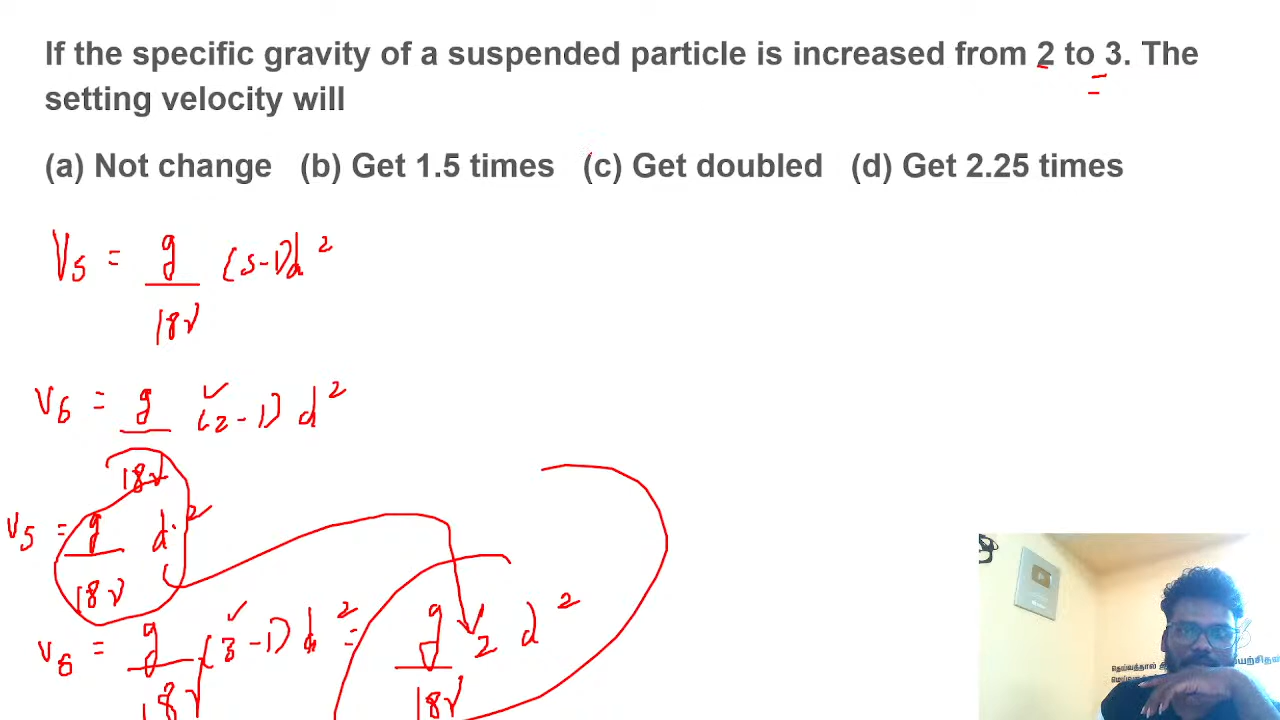 If the specific gravity of a suspended particle is increased from 2 to 3. The
setting velocity will
(a) Not change (b) Get 1.5 times (c) Get doubled (d) Get 2.25 times
Vs = g/18ν (s-1)d²
Vs = g/18ν (2-1) d²
Vs = g/18ν d²
Vs = g/18ν (3-1) d² = g/18ν 2 d²
தெய்வத்தால்